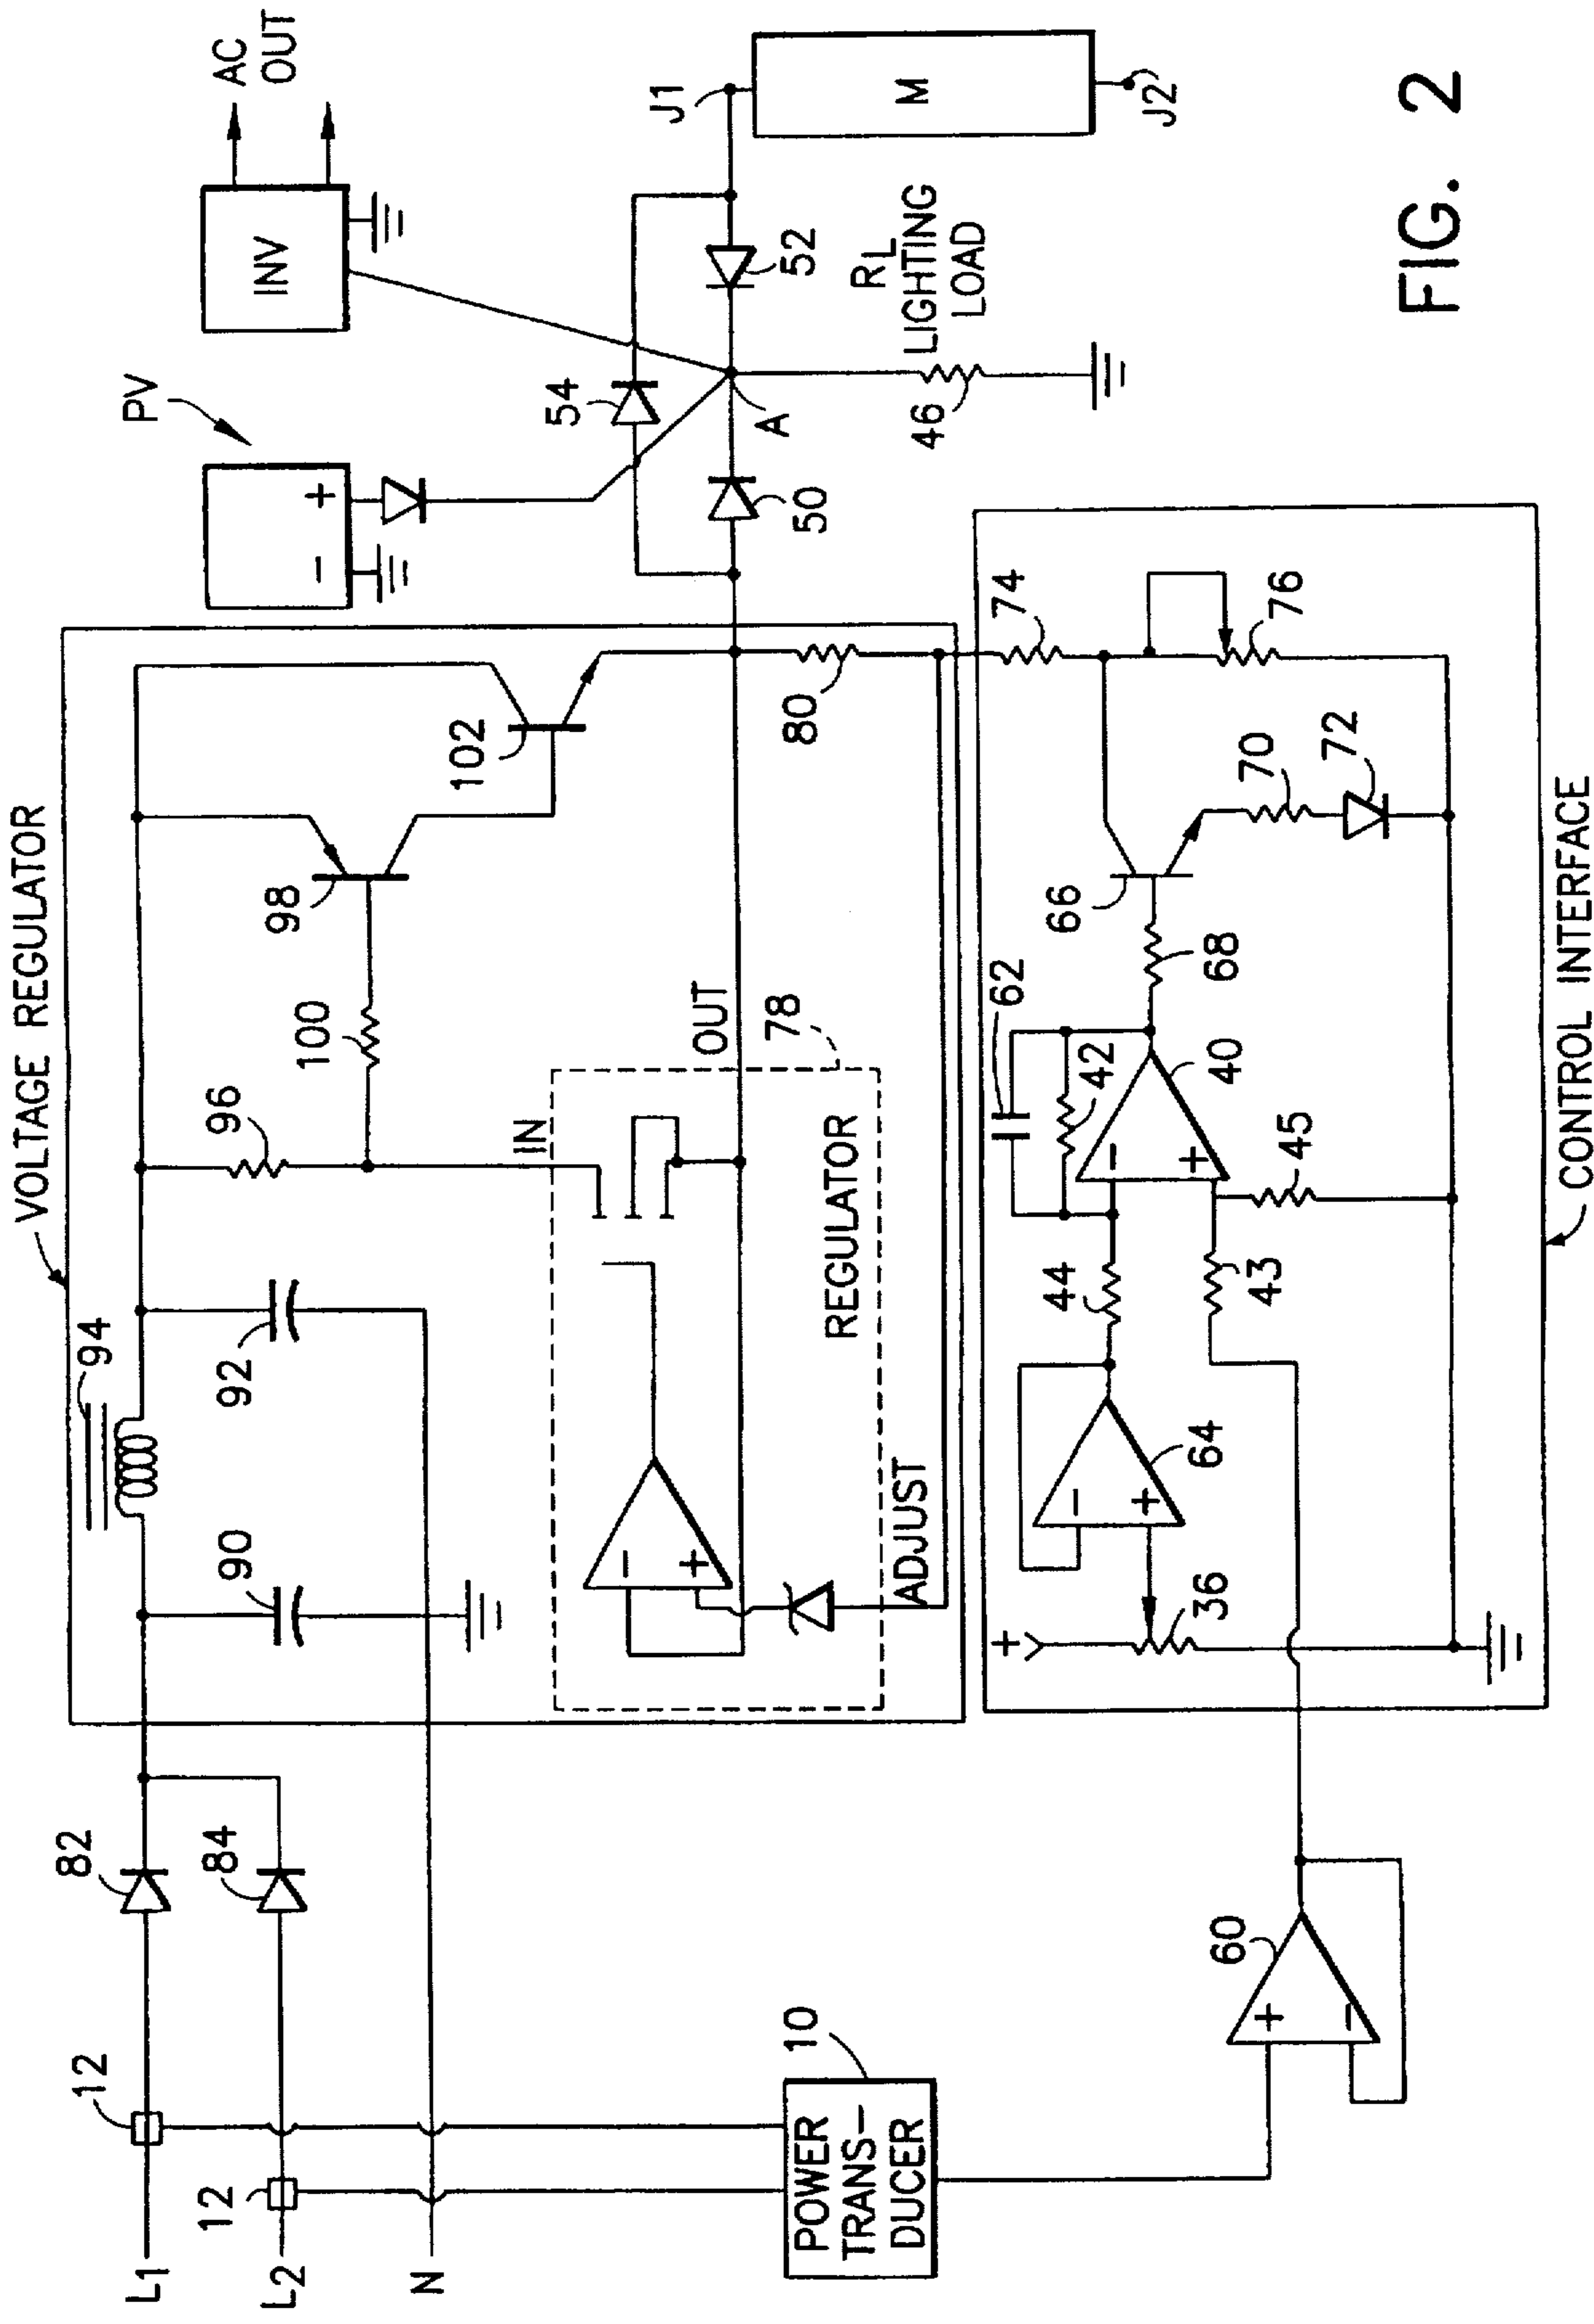 VOLTAGE REGULATOR
L1
L2
N
12
12
82
84
90
94
92
96
100
98
102
IN
OUT
78
REGULATOR
-
+
ADJUST
80
PV
-
+
INV
AC
OUT
54
50
A
52
46
RL
LIGHTING
LOAD
J1
M
J2
POWER
TRANS-
DUCER
10
60
+
-
+
36
-
+
64
44
43
45
62
42
-
+
40
68
66
70
72
74
76
CONTROL INTERFACE
FIG. 2